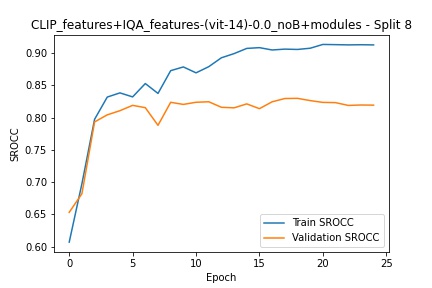 CLIP_features+IQA_features-(vit-14)-0.0_noB+modules - Split 8
0.90
0.85
0.80
0.75
0.70
0.65
0.60
SROCC
0 5 10 15 20 25
Epoch
Train SROCC
Validation SROCC